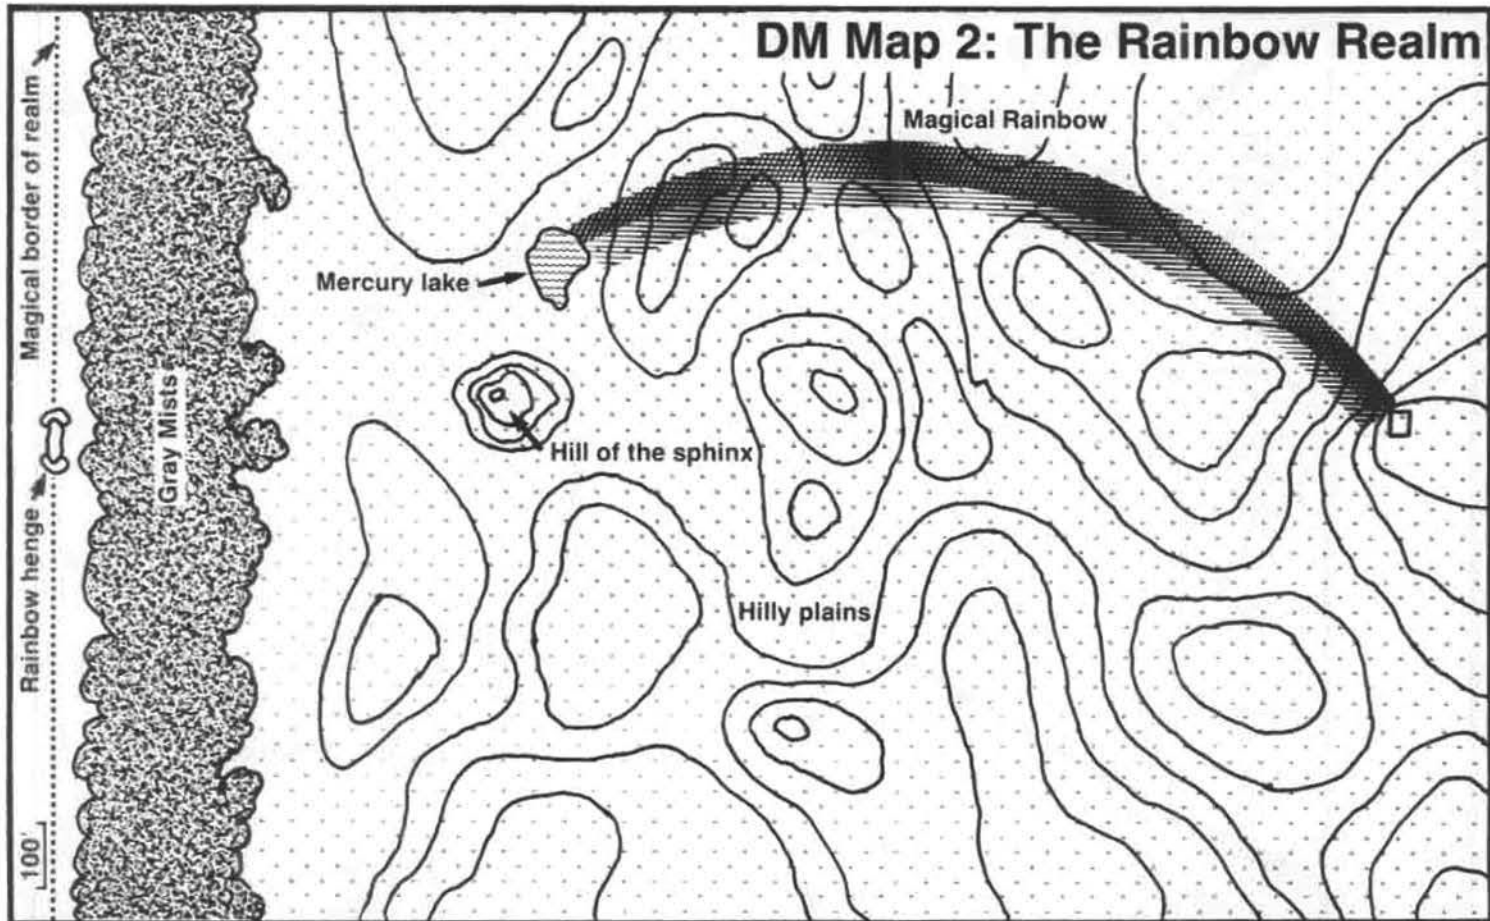 DM Map 2: The Rainbow Realm
Magical border of realm
Magical Rainbow
Mercury lake
Gray Mists
Hill of the sphinx
Rainbow henge
Hilly plains
100'